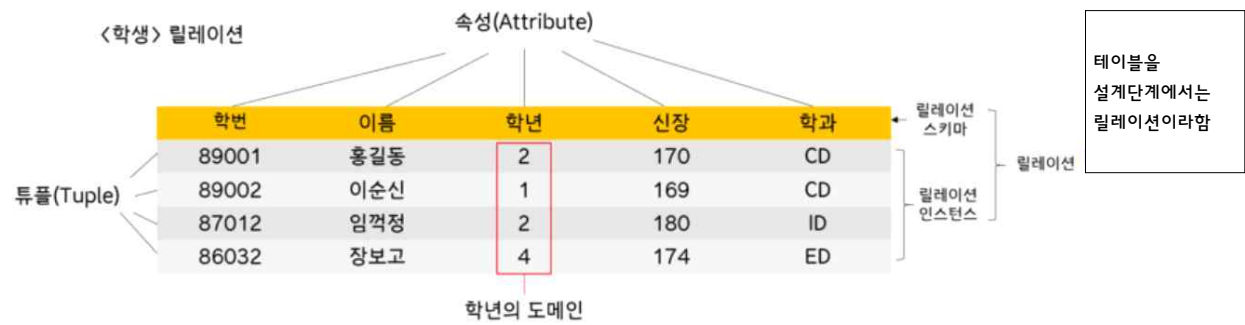 <학생> 릴레이션
속성(Attribute)
테이블을
설계단계에서는
릴레이션이라함
학번 이름 학년 신장 학과
릴레이션
스키마
89001 홍길동 2 170 CD
89002 이순신 1 169 CD
87012 임꺽정 2 180 ID
86032 장보고 4 174 ED
튜플(Tuple)
릴레이션
인스턴스
릴레이션
학년의 도메인